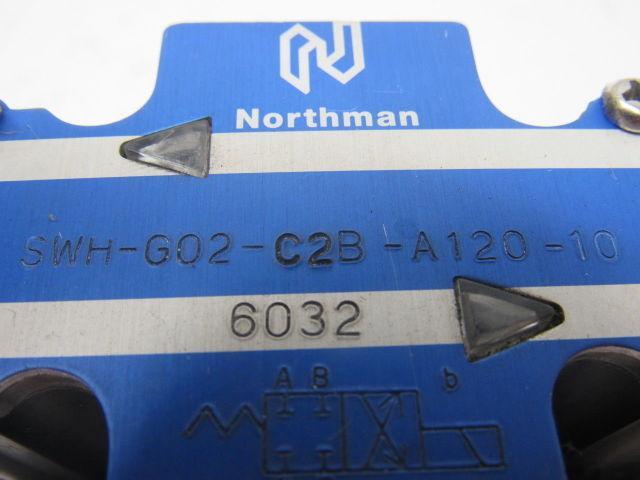 Northman
SWH-G02-C2B-A120-10
6032
A B b